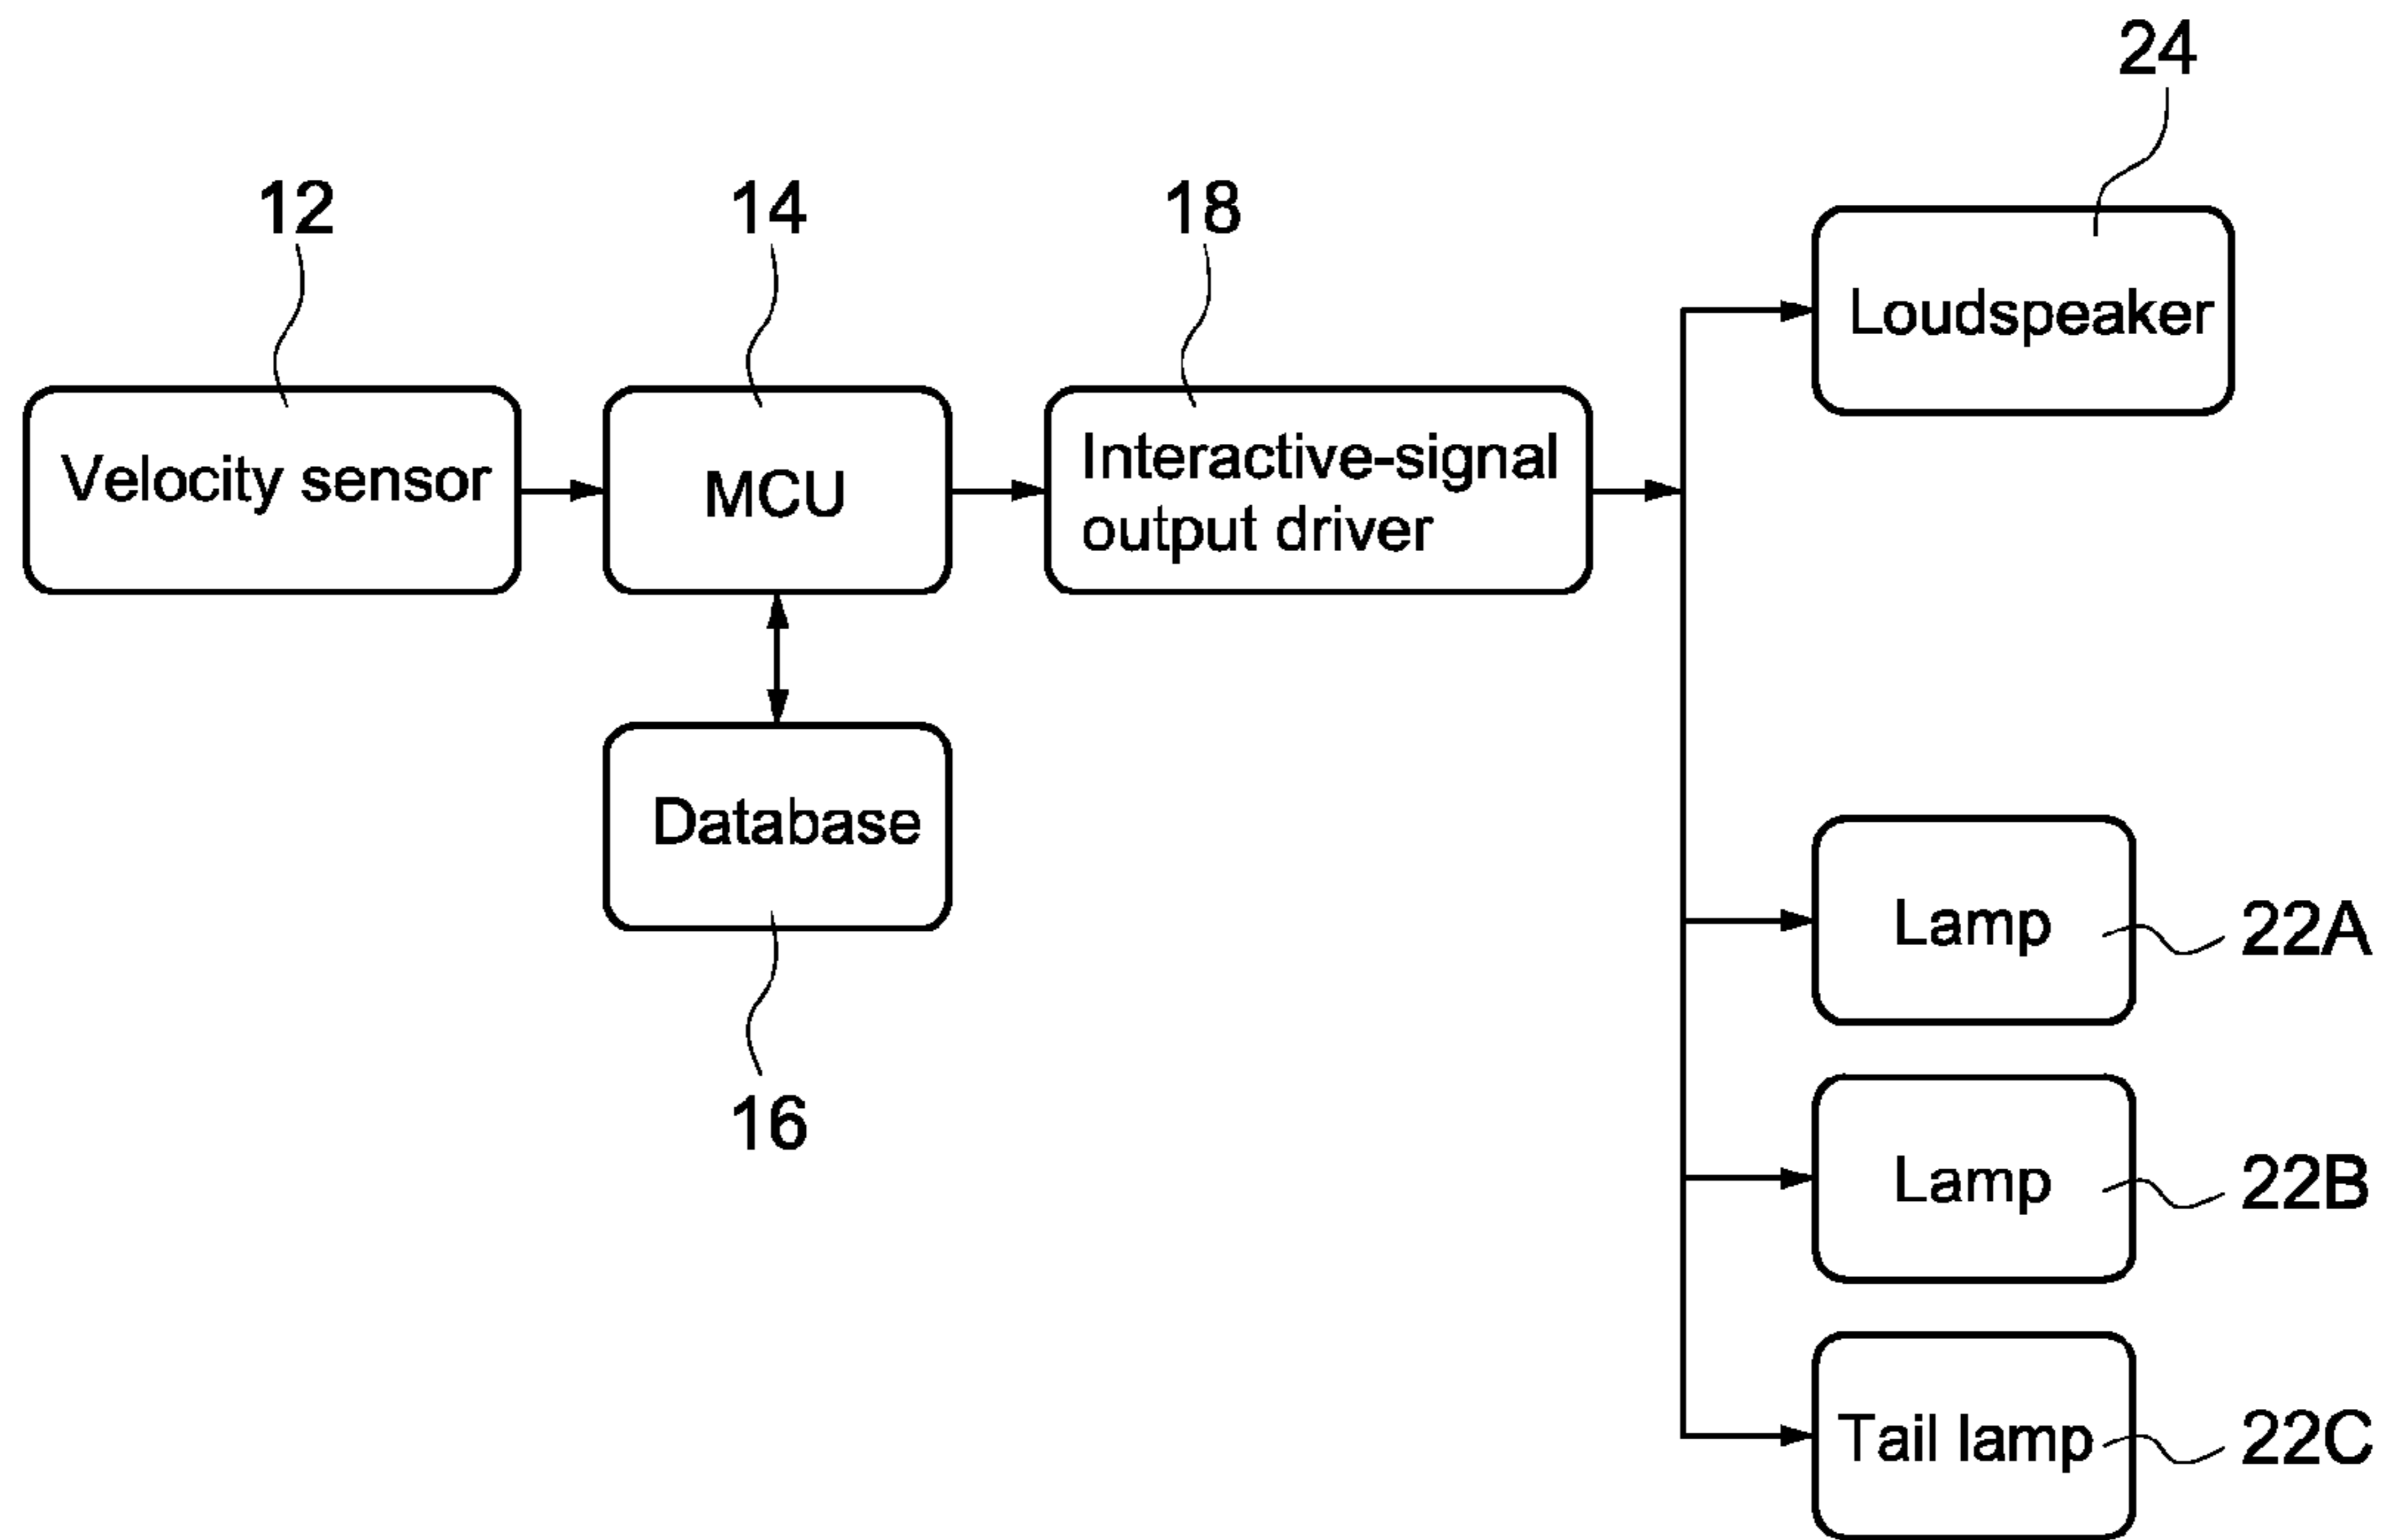 24
12
14
18
Loudspeaker
Velocity sensor
MCU
Interactive-signal
output driver
Database
16
Lamp
22A
Lamp
22B
Tail lamp
22C